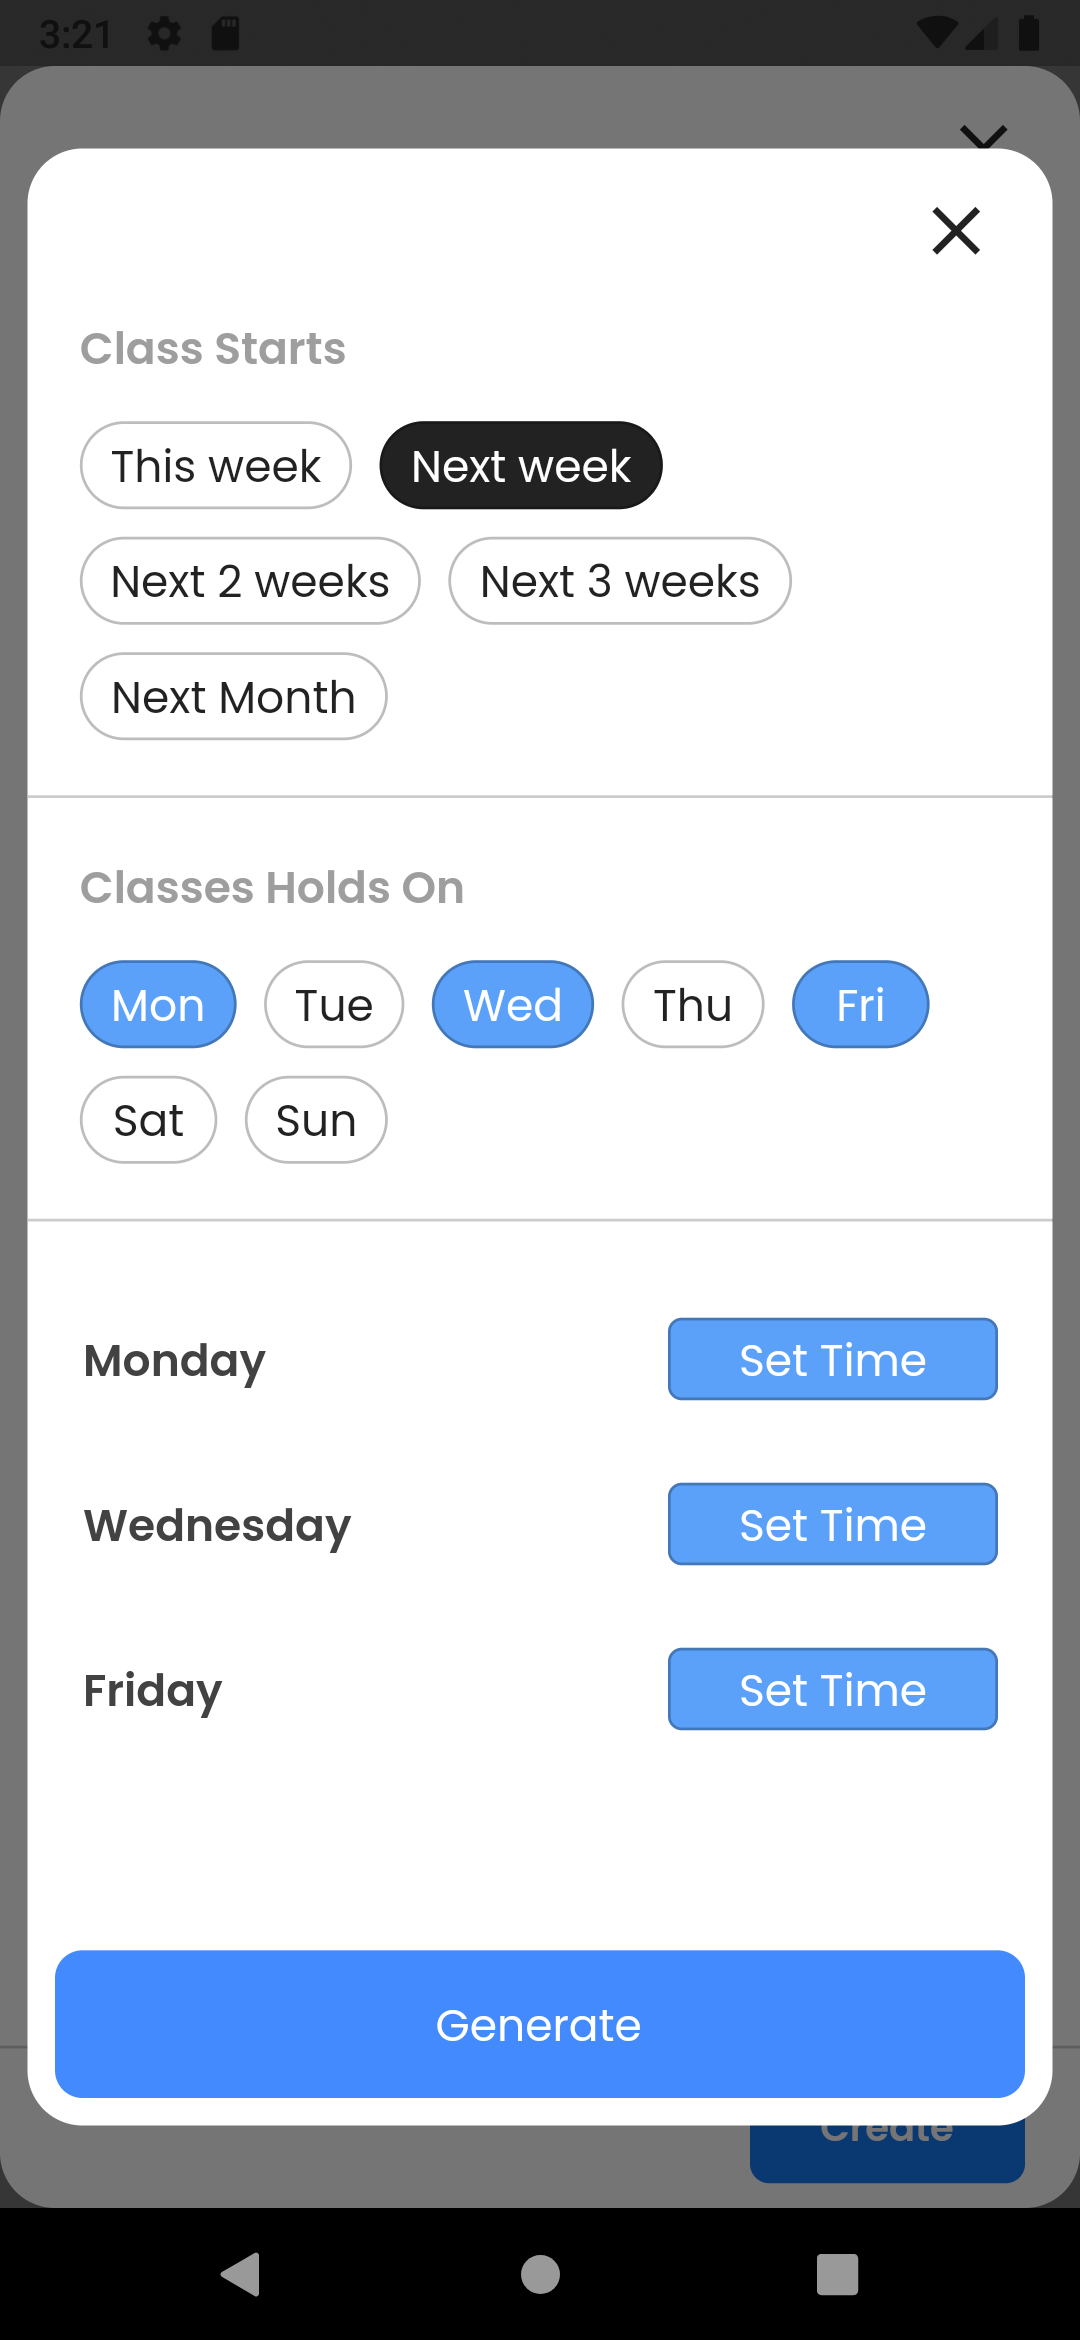 3:21
Class Starts
This week Next week
Next 2 weeks Next 3 weeks
Next Month
Classes Holds On
Mon Tue Wed Thu Fri
Sat Sun
Monday Set Time
Wednesday Set Time
Friday Set Time
Generate
Create